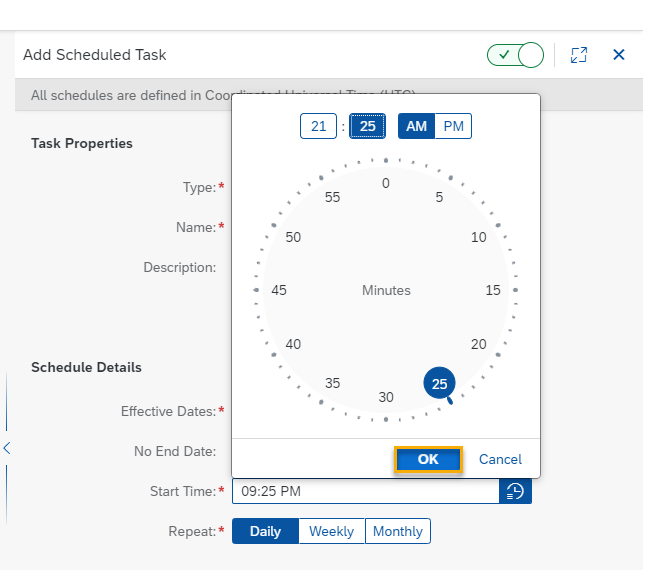 Add Scheduled Task
All schedules are defined in Coordinated Universal Time (UTC)
21 : 25 AM PM
Task Properties
Type:*
Name:*
Description:
0
5
10
15
20
25
30
35
40
45
50
55
Minutes
Schedule Details
Effective Dates:*
No End Date:
OK Cancel
Start Time:* 09:25 PM
Repeat:* Daily Weekly Monthly